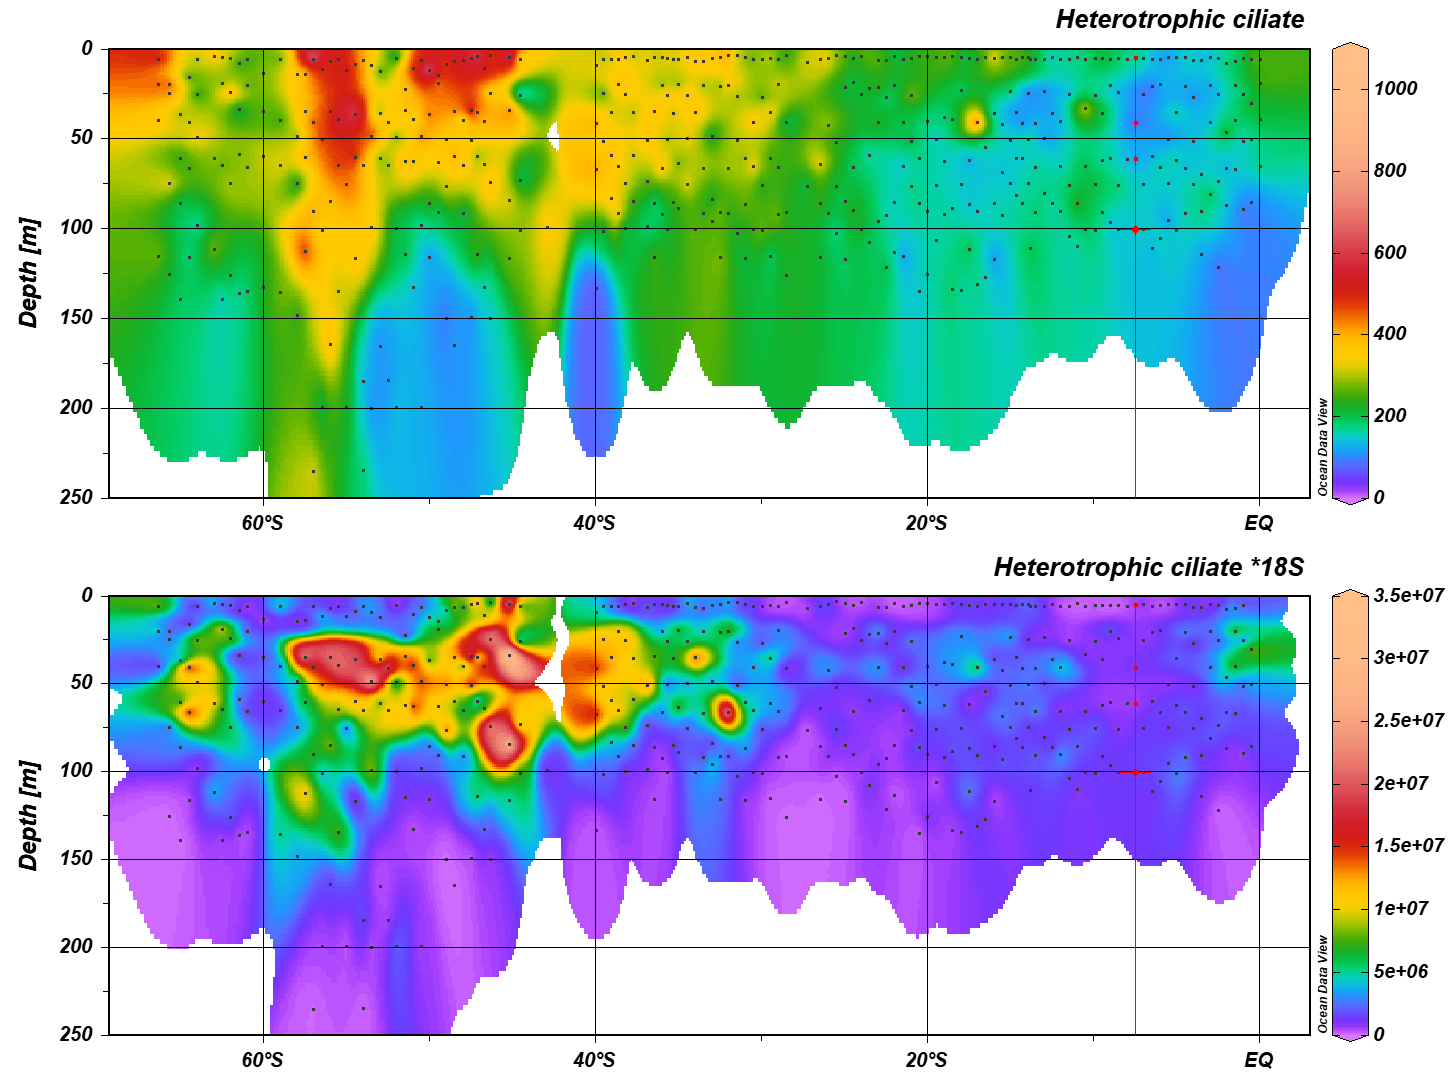 Heterotrophic ciliate
0
50
100
150
200
250
Depth [m]
60°S
40°S
20°S
EQ
1000
800
600
400
200
0
Ocean Data View
Heterotrophic ciliate *18S
0
50
100
150
200
250
Depth [m]
60°S
40°S
20°S
EQ
3.5e+07
3e+07
2.5e+07
2e+07
1.5e+07
1e+07
5e+06
0
Ocean Data View